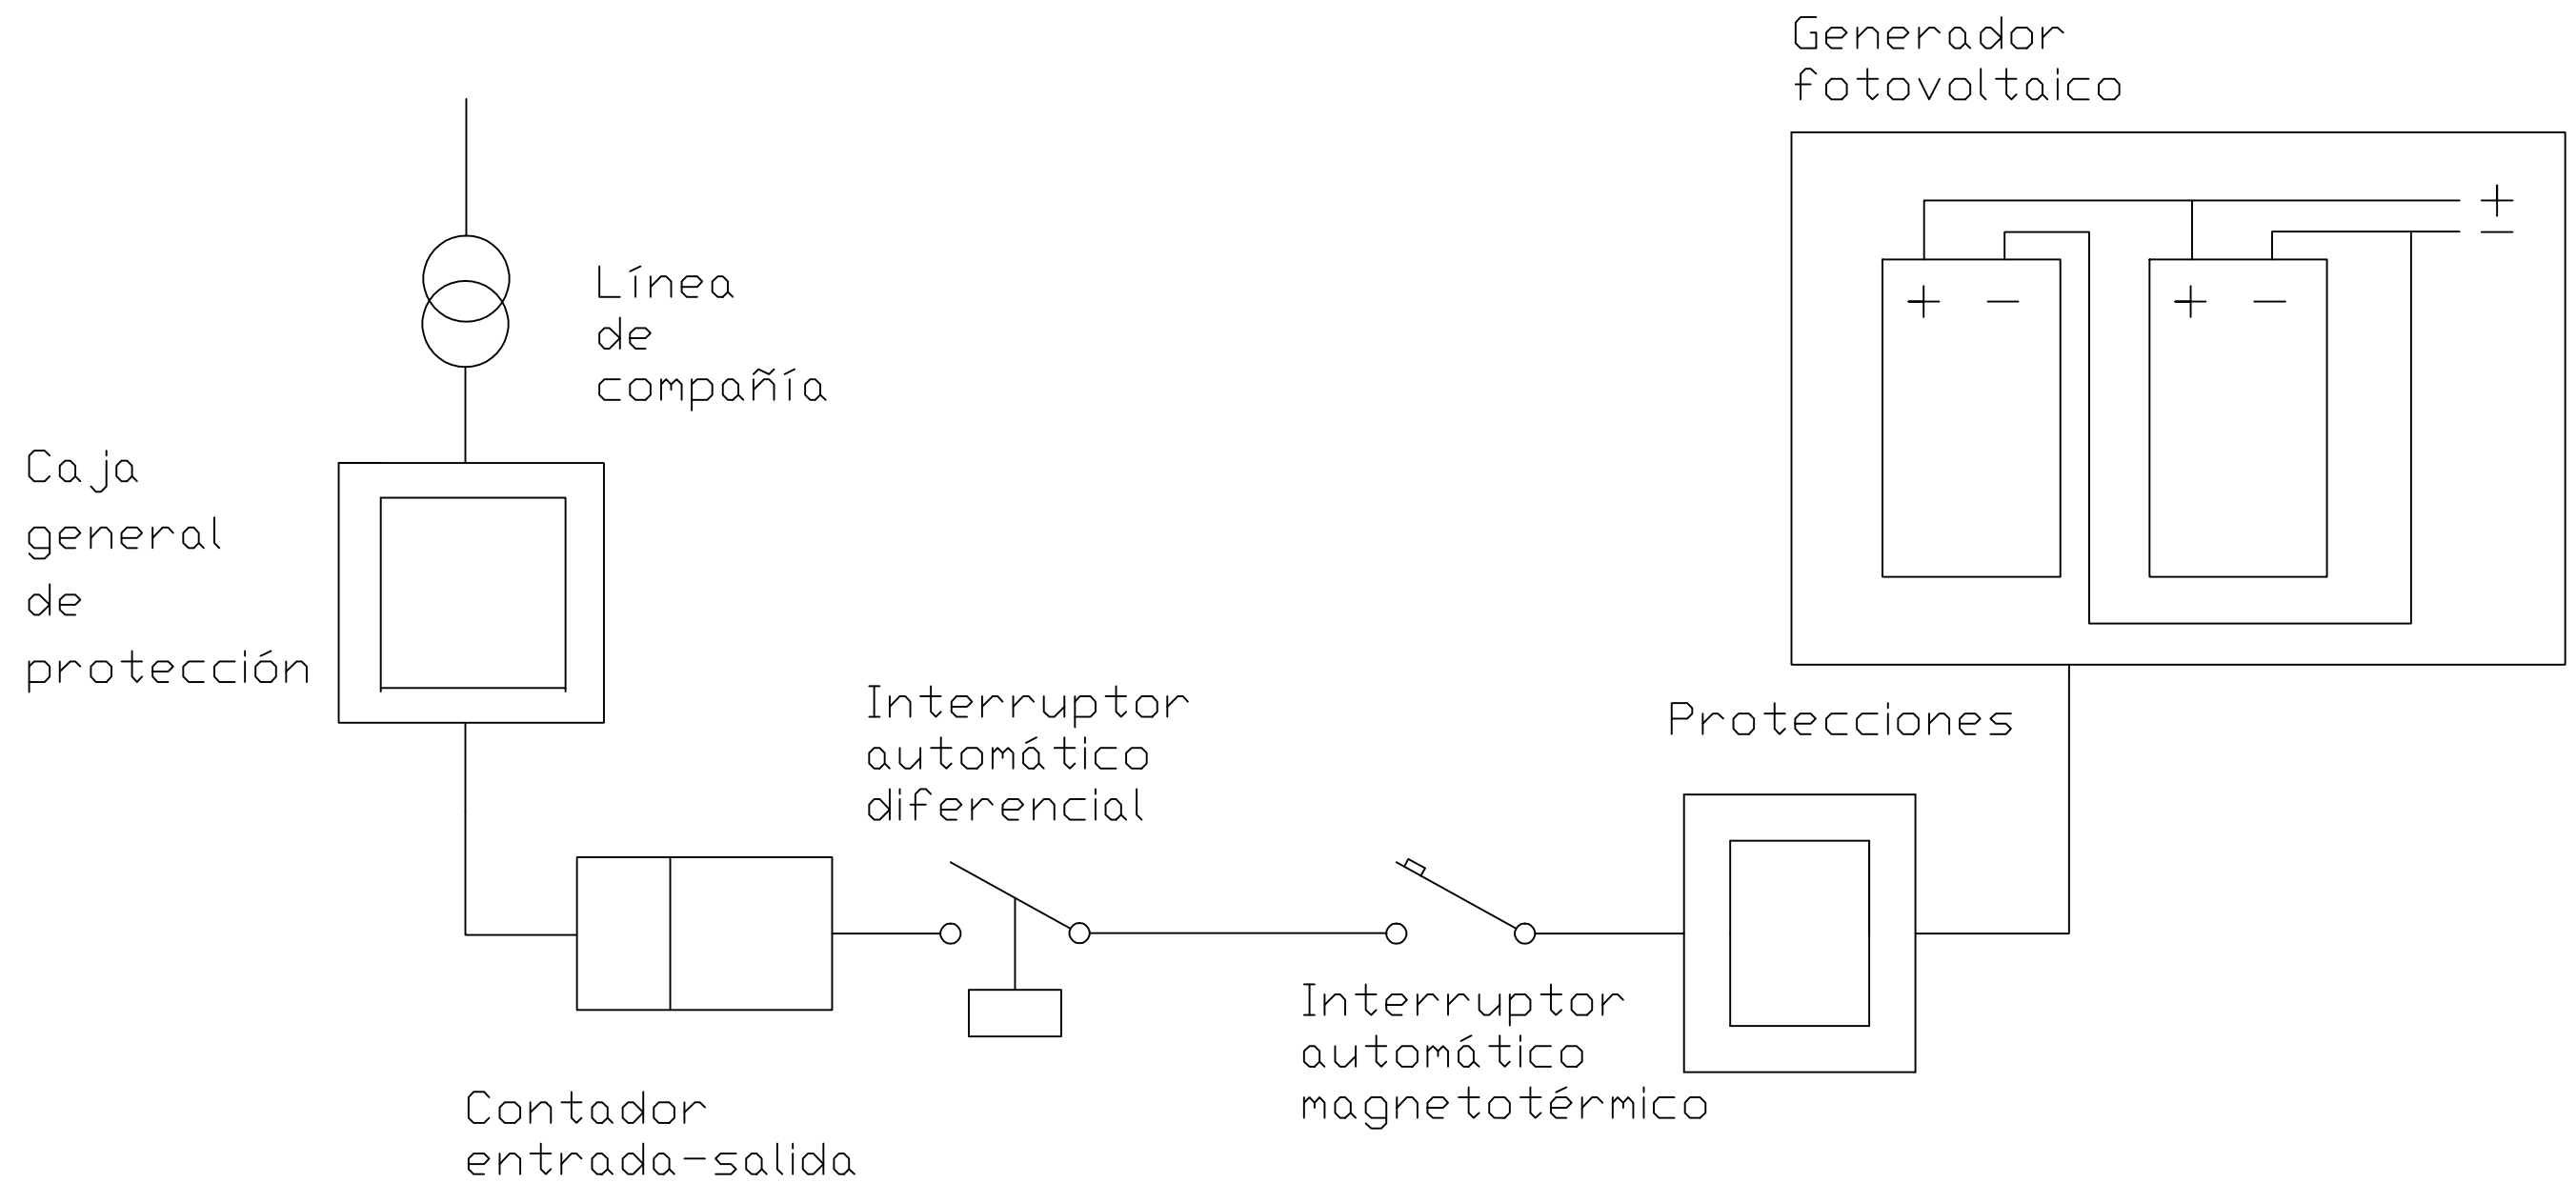 Generador
fotovoltaico
+
-
+ -
+ -
Línea
de
compañía
Caja
general
de
protección
Interruptor
automático
diferencial
Protecciones
Interruptor
automático
magnetotérmico
Contador
entrada-salida